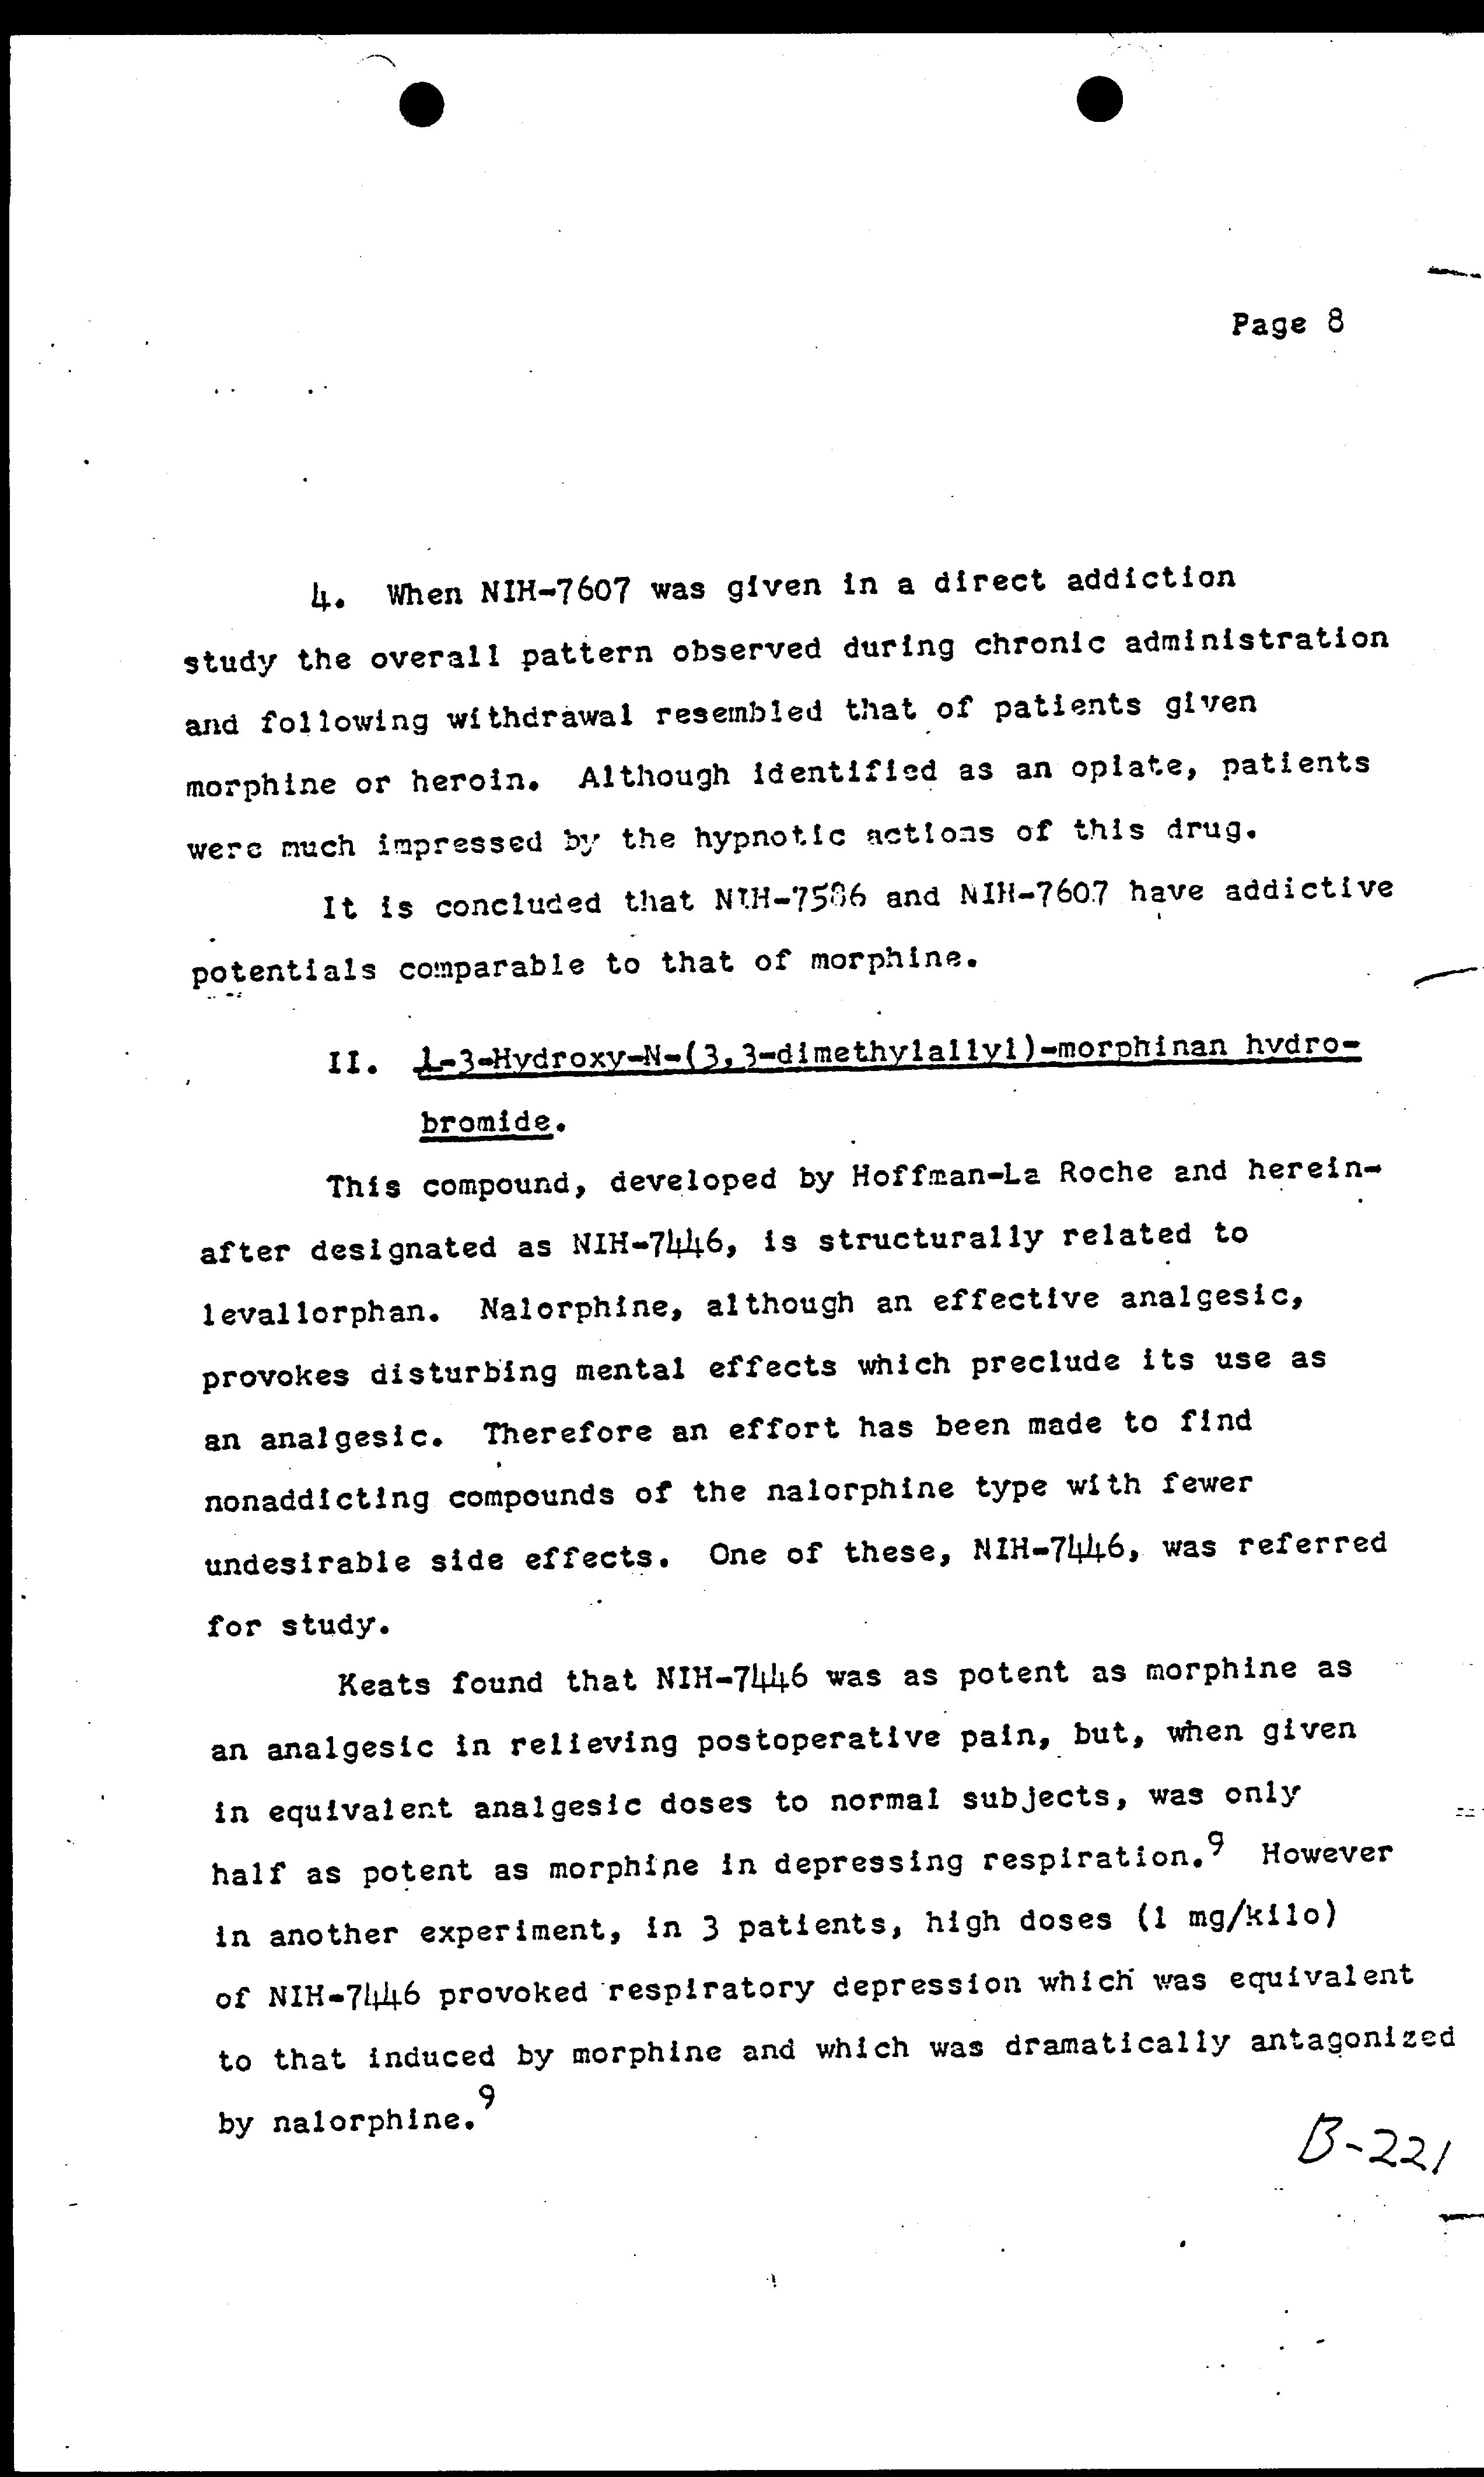 Page 8
4. When NIH-7607 was given in a direct addiction
study the overall pattern observed during chronic administration
and following withdrawal resembled that of patients given
morphine or heroin. Although identified as an opiate, patients
were much impressed by the hypnotic actions of this drug.
It is concluded that NIH-7586 and NIH-7607 have addictive
potentials comparable to that of morphine.
II. l-3-Hydroxy-N-(3,3-dimethylallyl)-morphinan hydro-
bromide.
This compound, developed by Hoffman-La Roche and herein-
after designated as NIH-7446, is structurally related to
levallorphan. Nalorphine, although an effective analgesic,
provokes disturbing mental effects which preclude its use as
an analgesic. Therefore an effort has been made to find
nonaddicting compounds of the nalorphine type with fewer
undesirable side effects. One of these, NIH-7446, was referred
for study.
Keats found that NIH-7446 was as potent as morphine as
an analgesic in relieving postoperative pain, but, when given
in equivalent analgesic doses to normal subjects, was only
half as potent as morphine in depressing respiration.9 However
in another experiment, in 3 patients, high doses (1 mg/kilo)
of NIH-7446 provoked respiratory depression which was equivalent
to that induced by morphine and which was dramatically antagonized
by nalorphine.9
B-221